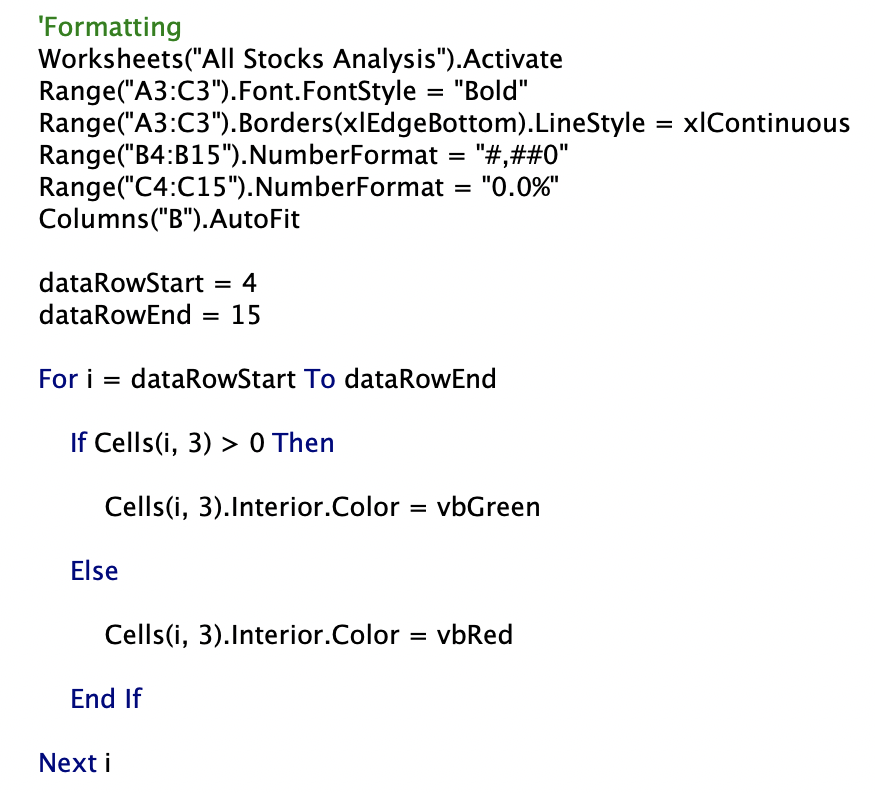 'Formatting
Worksheets("All Stocks Analysis").Activate
Range("A3:C3").Font.FontStyle = "Bold"
Range("A3:C3").Borders(xlEdgeBottom).LineStyle = xlContinuous
Range("B4:B15").NumberFormat = "#,##0"
Range("C4:C15").NumberFormat = "0.0%"
Columns("B").AutoFit
dataRowStart = 4
dataRowEnd = 15
For i = dataRowStart To dataRowEnd
If Cells(i, 3) > 0 Then
Cells(i, 3).Interior.Color = vbGreen
Else
Cells(i, 3).Interior.Color = vbRed
End If
Next i